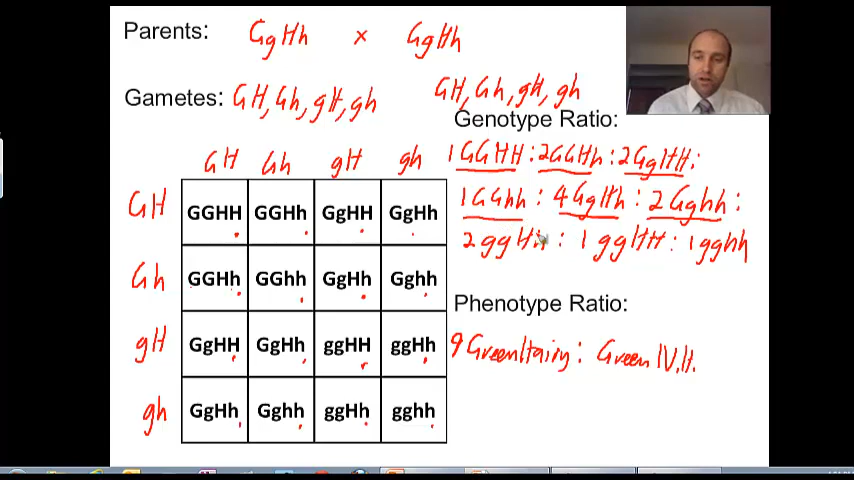 Parents: GgHh x GgHh
Gametes: GH, Gh, gH, gh GH, Gh, gH, gh
Genotype Ratio:
1GGHH : 2GGHh : 2GgHH :
1GGhh : 4GgHh : 2Gghh :
2ggHh : 1ggHH : 1gghh
GH Gh gH gh
GH GGHH GGHh GgHH GgHh
Gh GGHh GGhh GgHh Gghh
gH GgHH GgHh ggHH ggHh
gh GgHh Gghh ggHh gghh
Phenotype Ratio:
9 Green/Hairy : Green